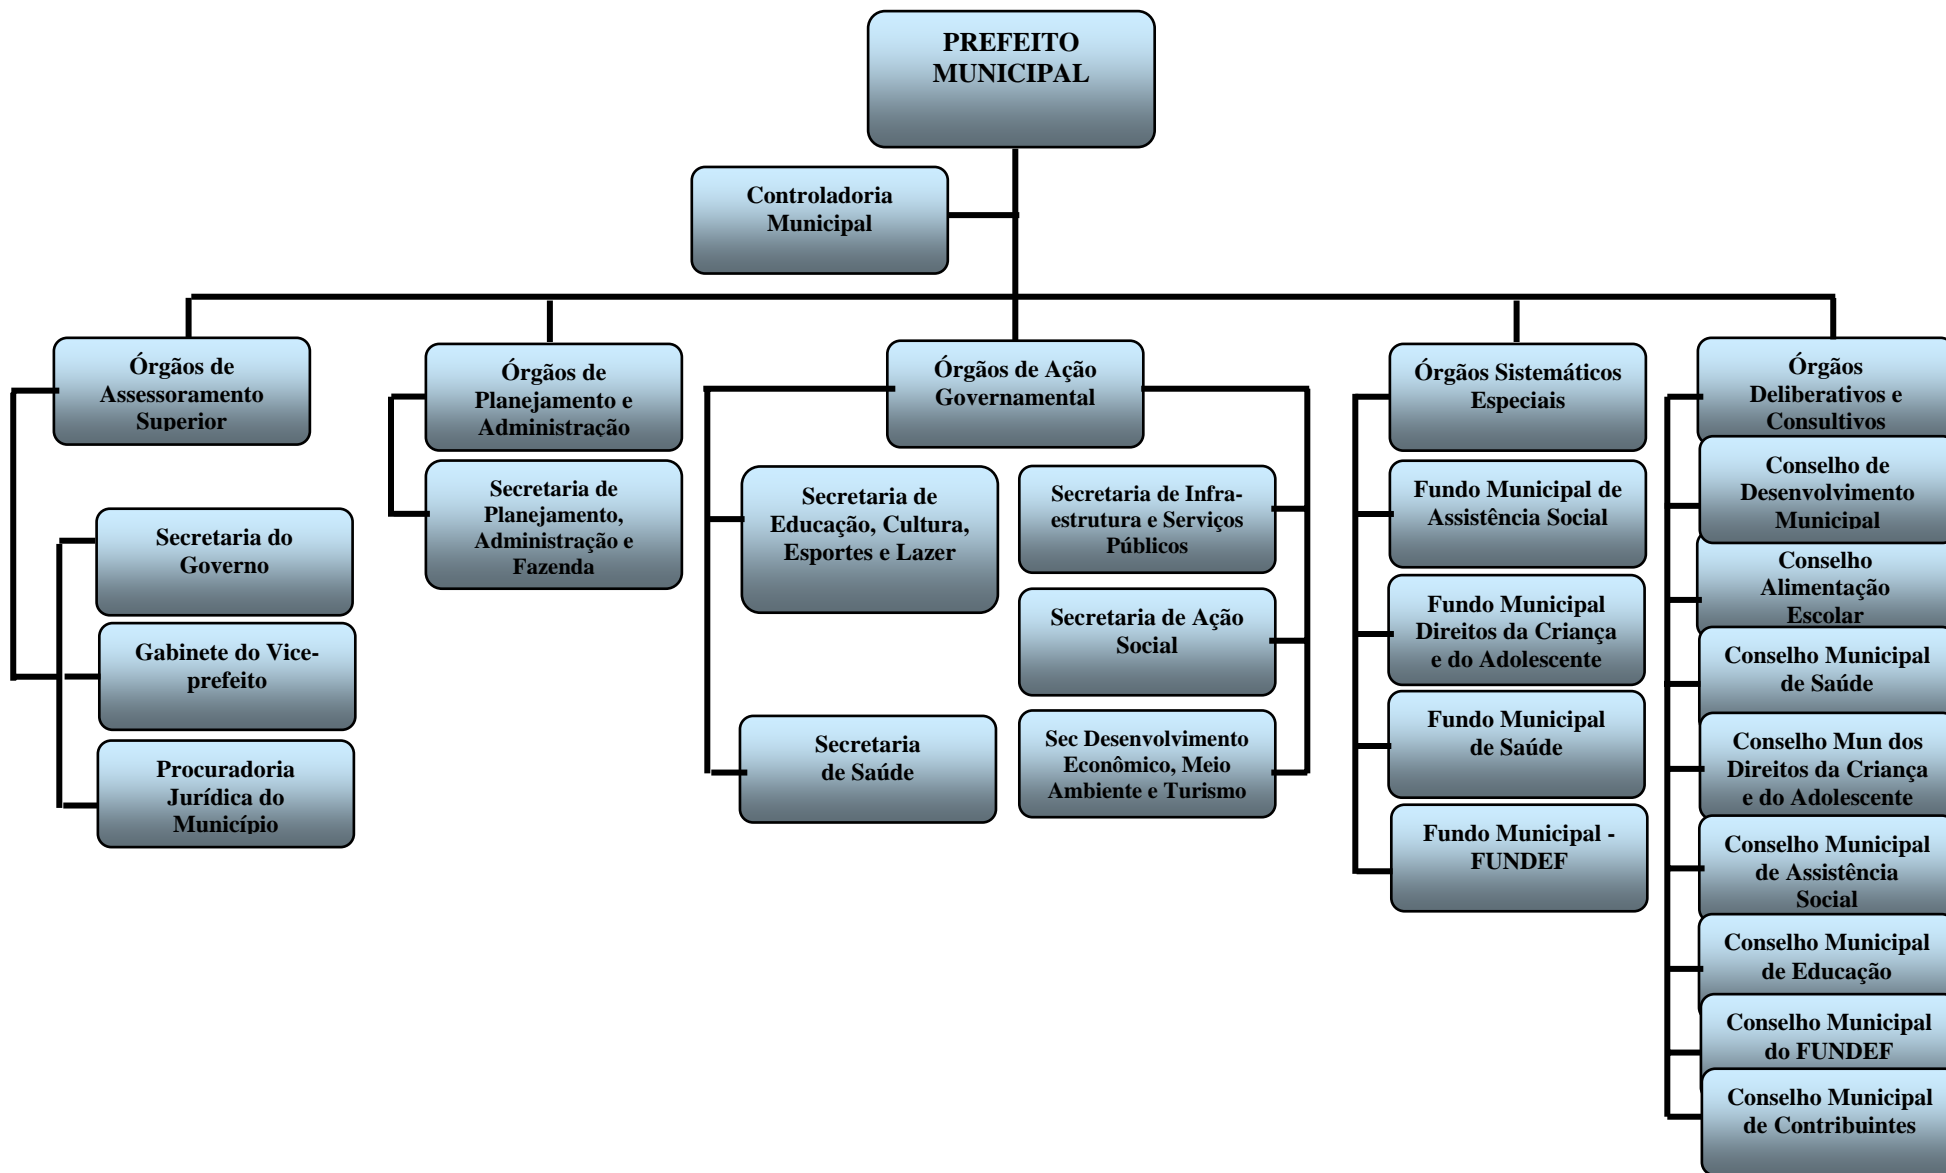 PREFEITO
MUNICIPAL
Controladoria
Municipal
Órgãos de
Assessoramento
Superior
Secretaria do
Governo
Gabinete do Vice-
prefeito
Procuradoria
Jurídica do
Município
Órgãos de
Planejamento e
Administração
Secretaria de
Planejamento,
Administração e
Fazenda
Órgãos de Ação
Governamental
Secretaria de
Educação, Cultura,
Esportes e Lazer
Secretaria
de Saúde
Secretaria de Infra-
estrutura e Serviços
Públicos
Secretaria de Ação
Social
Sec Desenvolvimento
Econômico, Meio
Ambiente e Turismo
Órgãos Sistemáticos
Especiais
Fundo Municipal de
Assistência Social
Fundo Municipal
Direitos da Criança
e do Adolescente
Fundo Municipal
de Saúde
Fundo Municipal -
FUNDEF
Órgãos
Deliberativos e
Consultivos
Conselho de
Desenvolvimento
Municipal
Conselho
Alimentação
Escolar
Conselho Municipal
de Saúde
Conselho Mun dos
Direitos da Criança
e do Adolescente
Conselho Municipal
de Assistência
Social
Conselho Municipal
de Educação
Conselho Municipal
do FUNDEF
Conselho Municipal
de Contribuintes